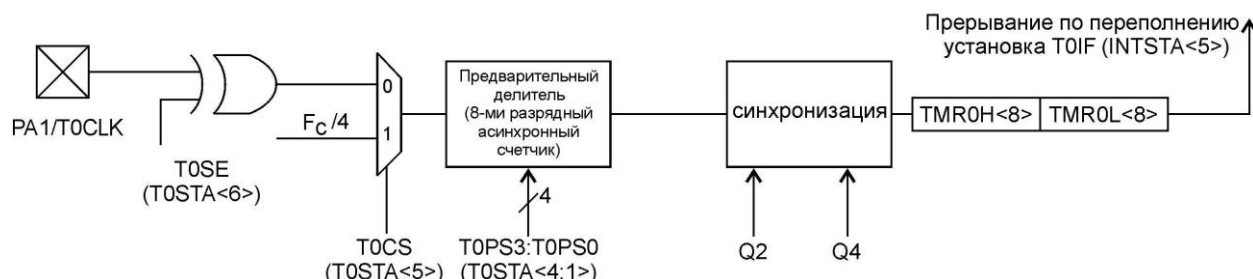 Прерывание по переполнению
установка T0IF (INTSTA<5>)
PA1/T0CLK
T0SE
(T0STA<6>)
FC /4
0
1
T0CS
(T0STA<5>)
Предварительный
делитель
(8-ми разрядный
асинхронный
счетчик)
4
T0PS3:T0PS0
(T0STA<4:1>)
синхронизация
Q2
Q4
TMR0H<8>
TMR0L<8>